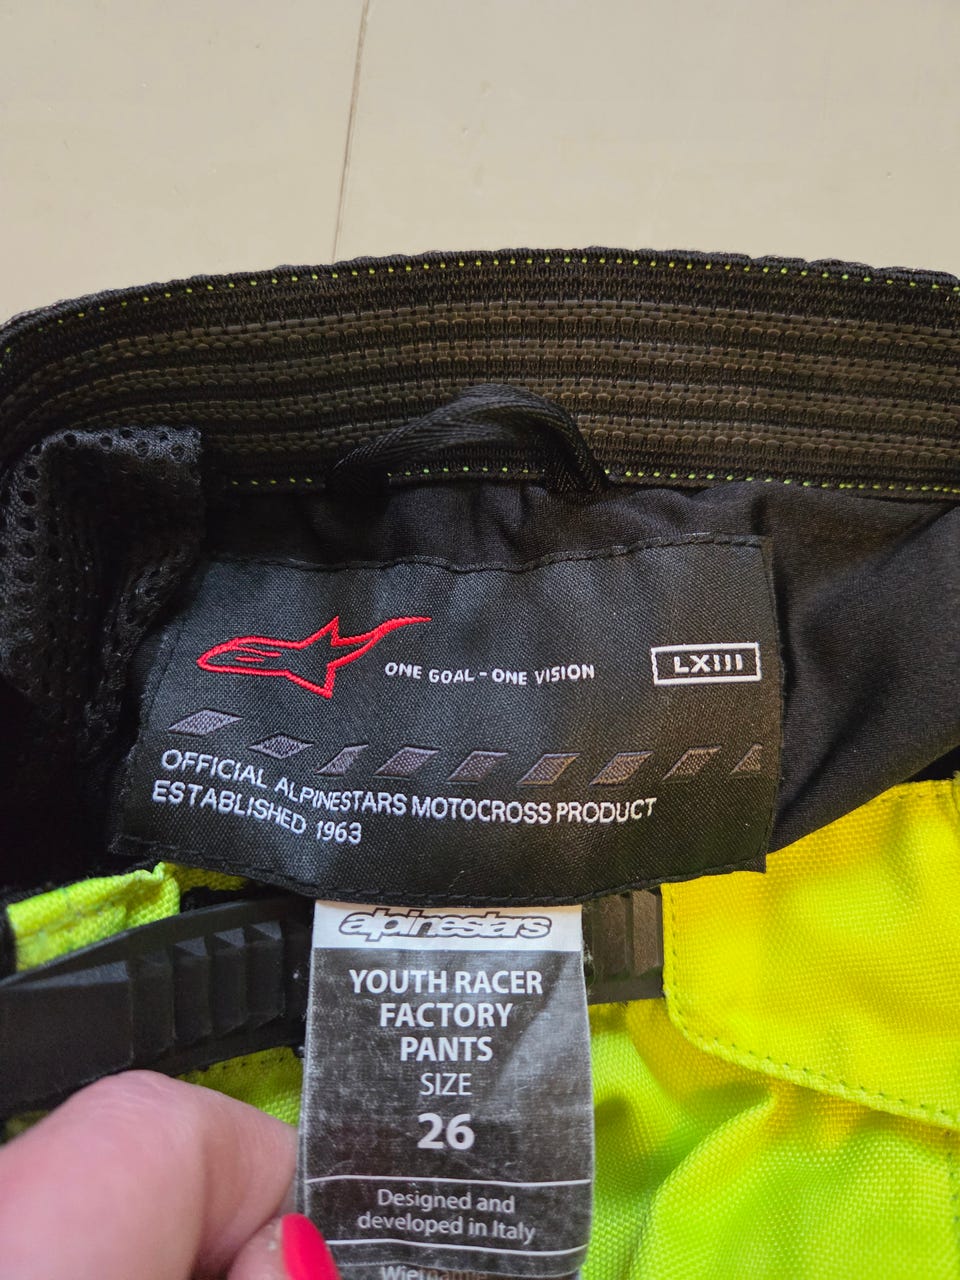 ONE GOAL - ONE VISION
LXIII
OFFICIAL ALPINESTARS MOTOCROSS PRODUCT
ESTABLISHED 1963
alpinestars
YOUTH RACER
FACTORY
PANTS
SIZE
26
Designed and
developed in Italy